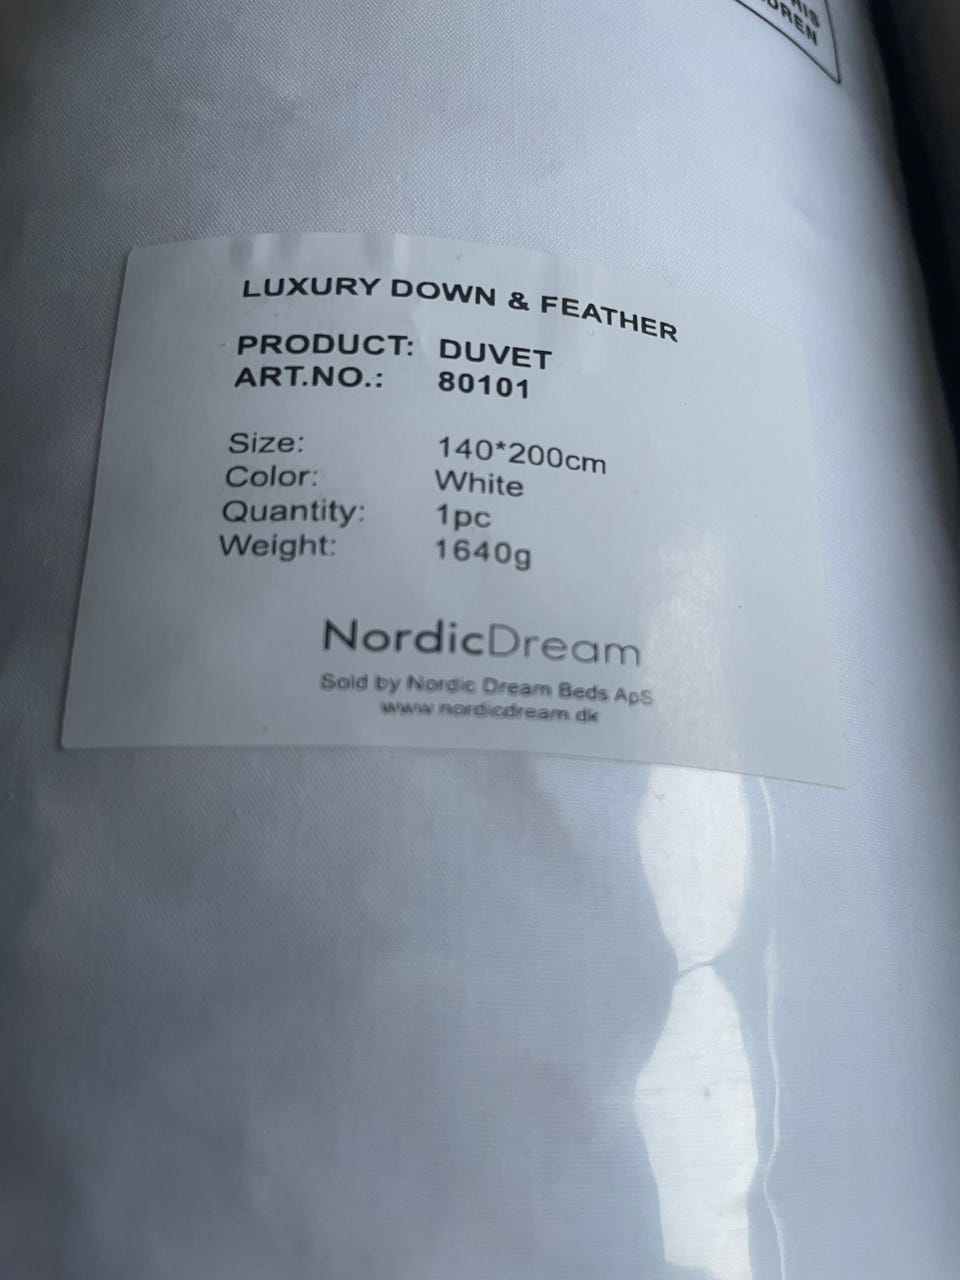 LUXURY DOWN & FEATHER
PRODUCT: DUVET
ART.NO.: 80101
Size: 140*200cm
Color: White
Quantity: 1pc
Weight: 1640g
NordicDream
Sold by Nordic Dream Beds ApS
www.nordicdream.dk